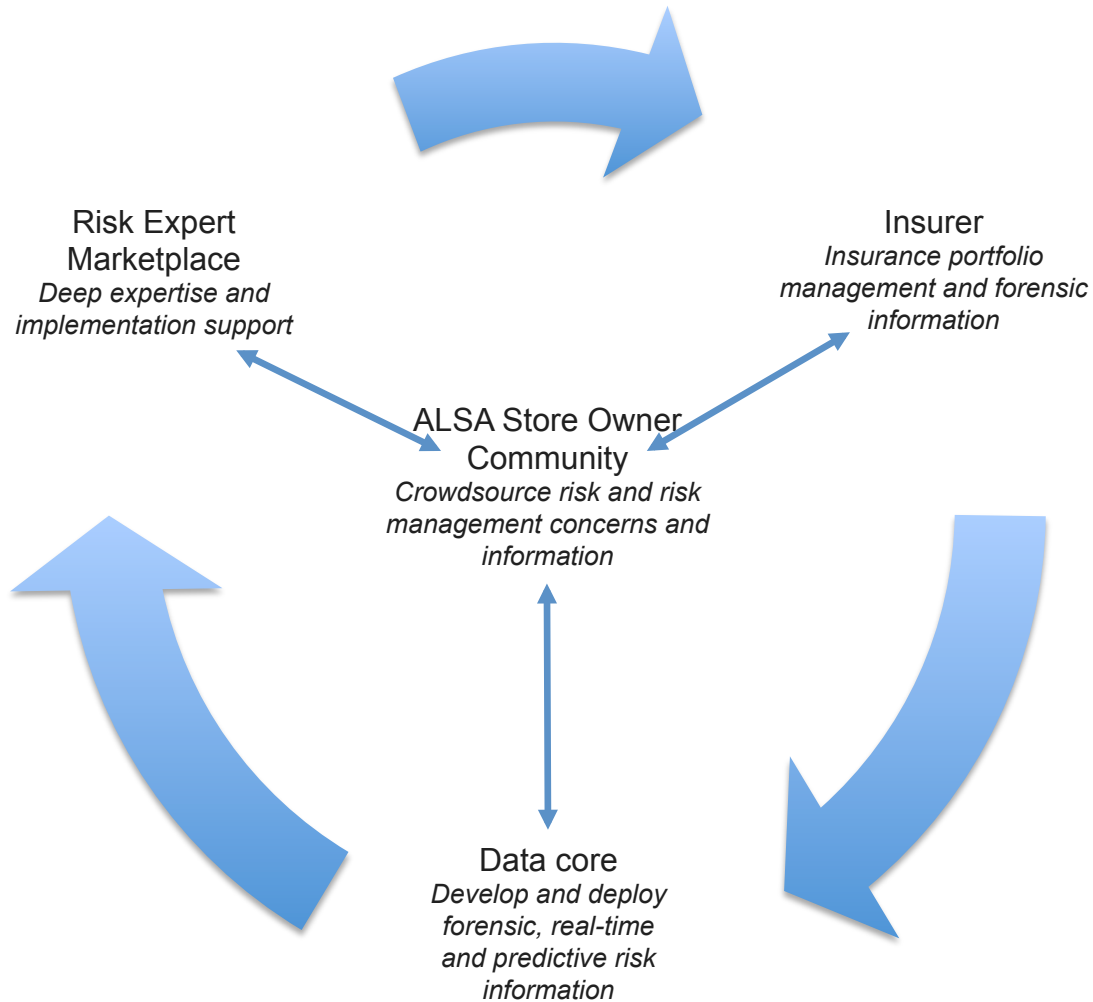 Risk Expert
Marketplace
Deep expertise and
implementation support
Insurer
Insurance portfolio
management and forensic
information
ALSA Store Owner
Community
Crowdsource risk and risk
management concerns and
information
Data core
Develop and deploy
forensic, real-time
and predictive risk
information